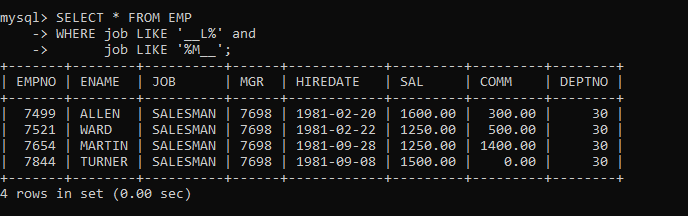 mysql> SELECT * FROM EMP
    -> WHERE job LIKE '__L%' and
    ->       job LIKE '%M__';
+-------+--------+----------+------+------------+---------+---------+--------+
| EMPNO | ENAME  | JOB      | MGR  | HIREDATE   | SAL     | COMM    | DEPTNO |
+-------+--------+----------+------+------------+---------+---------+--------+
|  7499 | ALLEN  | SALESMAN | 7698 | 1981-02-20 | 1600.00 |  300.00 |     30 |
|  7521 | WARD   | SALESMAN | 7698 | 1981-02-22 | 1250.00 |  500.00 |     30 |
|  7654 | MARTIN | SALESMAN | 7698 | 1981-09-28 | 1250.00 | 1400.00 |     30 |
|  7844 | TURNER | SALESMAN | 7698 | 1981-09-08 | 1500.00 |    0.00 |     30 |
+-------+--------+----------+------+------------+---------+---------+--------+
4 rows in set (0.00 sec)